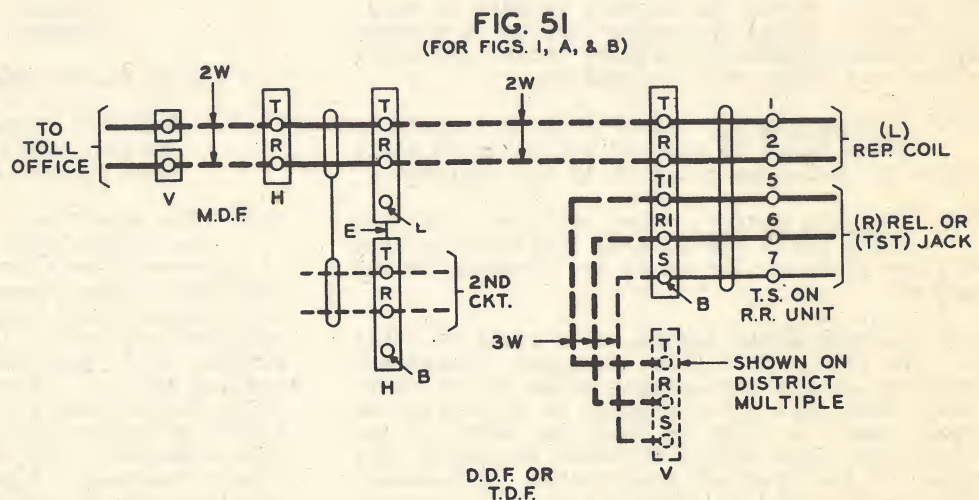 FIG. 51
(FOR FIGS. 1, A, & B)
2W
2W
TO
TOLL
OFFICE
V
M.D.F.
T
R
H
T
R
L
E
T
R
2ND
CKT.
B
H
T
R
T1
R1
S
B
1
2
5
6
7
(L)
REP. COIL
(R) REL. OR
(TST) JACK
T.S. ON
R.R. UNIT
3W
T
R
S
V
SHOWN ON
DISTRICT
MULTIPLE
D.D.F. OR
T.D.F.